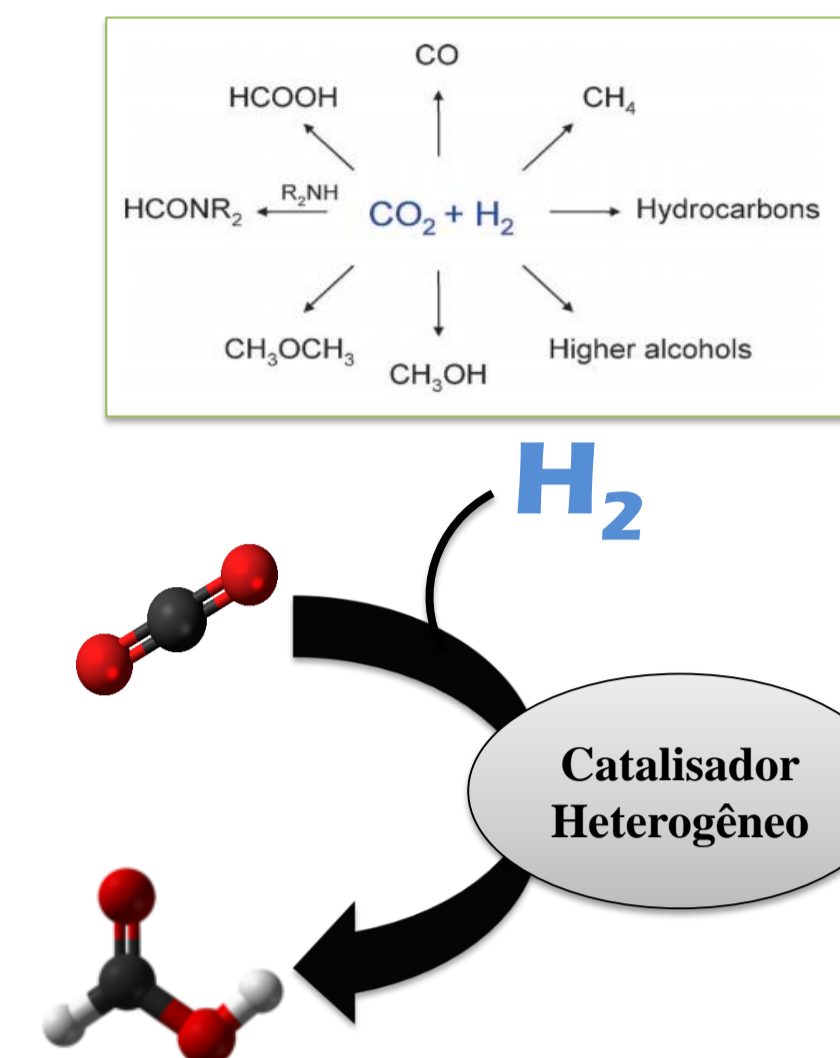 CO
HCOOH
CH₄
R₂NH
HCONR₂
CO₂ + H₂
Hydrocarbons
CH₃OCH₃
CH₃OH
Higher alcohols
H₂
Catalisador
Heterogêneo